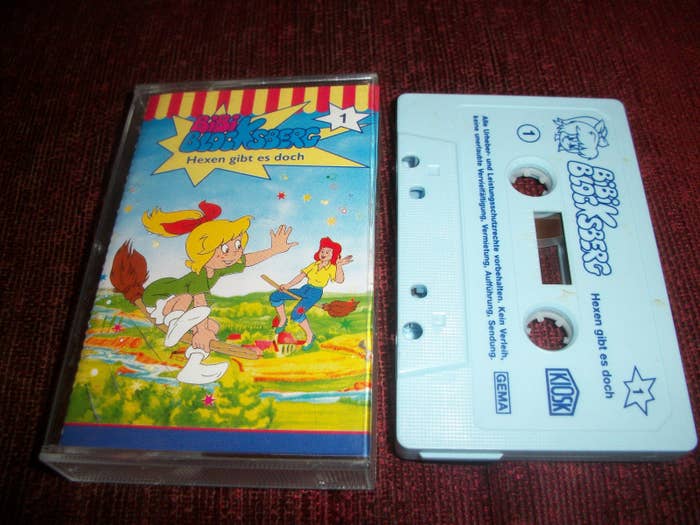 BiBi
BLOCKSBERG
1
Hexen gibt es doch
BiBi
BLOCKSBERG
Hexen gibt es doch
1
1
Alle Urheber- und Leistungsschutzrechte vorbehalten. Kein Verleih,
keine unerlaubte Vervielfältigung, Vermietung, Aufführung, Sendung.
GEMA
KIOSK